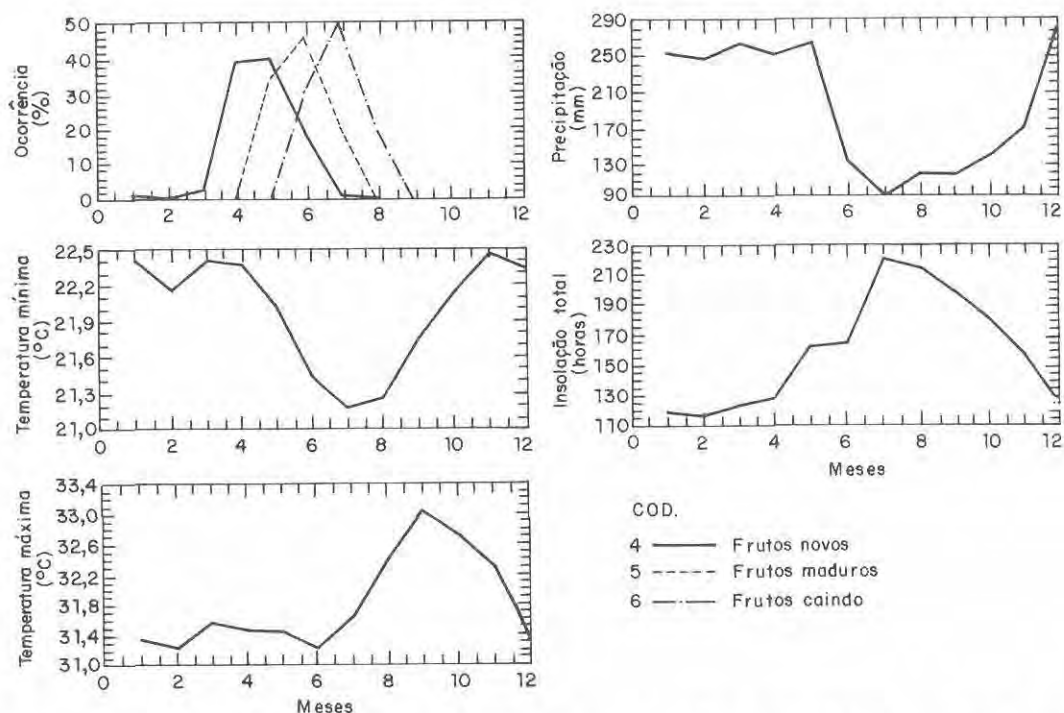 Ocorrência
(%)
50
40
30
20
10
0
0 2 4 6 8 10 12
Precipitação
(mm)
290
250
210
170
130
90
0 2 4 6 8 10 12
Temperatura mínima
(°C)
22,5
22,2
21,9
21,6
21,3
21,0
0 2 4 6 8 10 12
Insolação total
(horas)
230
210
190
170
150
130
110
0 2 4 6 8 10 12
Meses
Temperatura máxima
(°C)
33,4
33,0
32,6
32,2
31,8
31,4
31,0
0 2 4 6 8 10 12
Meses
COD.
4 Frutos novos
5 Frutos maduros
6 Frutos caindo